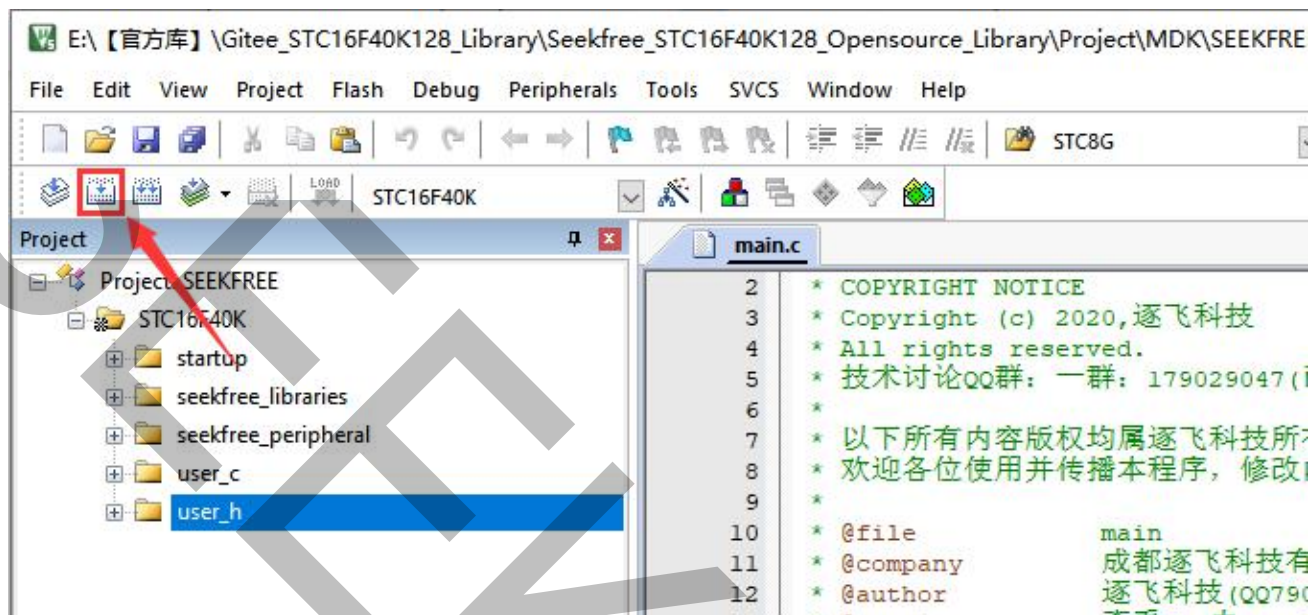 E:\【官方库】\Gitee_STC16F40K128_Library\Seekfree_STC16F40K128_Opensource_Library\Project\MDK\SEEKFRE
File Edit View Project Flash Debug Peripherals Tools SVCS Window Help
STC8G
LOAD STC16F40K
Project
main.c
Project: SEEKFREE
STC16F40K
startup
seekfree_libraries
seekfree_peripheral
user_c
user_h
2 * COPYRIGHT NOTICE
3 * Copyright (c) 2020,逐飞科技
4 * All rights reserved.
5 * 技术讨论QQ群：一群：179029047(
6 *
7 * 以下所有内容版权均属逐飞科技所
8 * 欢迎各位使用并传播本程序，修改
9 *
10 * @file main
11 * @company 成都逐飞科技有
12 * @author 逐飞科技(QQ790